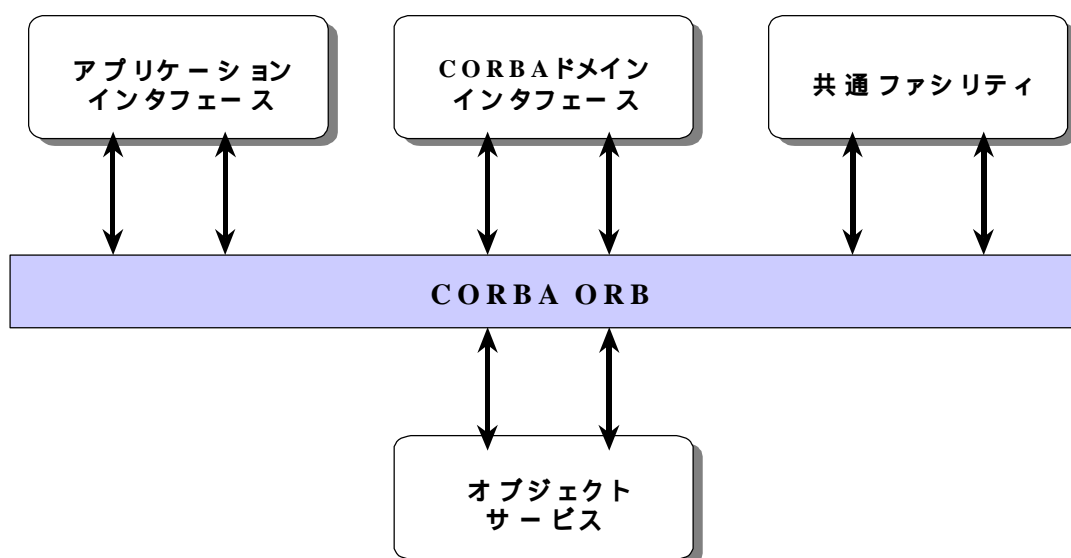 アプリケーション
インタフェース
CORBAドメイン
インタフェース
共通ファシリティ
CORBA ORB
オブジェクト
サービス